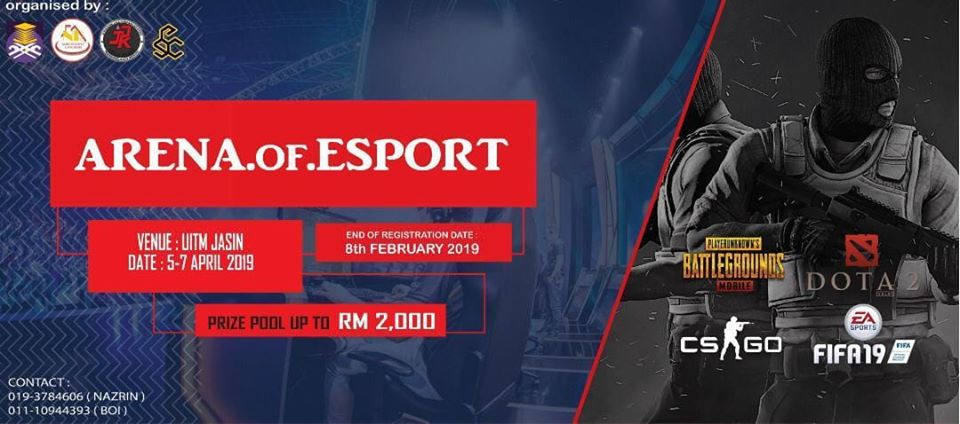 organised by :
ARENA.OF.ESPORT
VENUE : UITM JASIN
DATE : 5-7 APRIL 2019
END OF REGISTRATION DATE :
8th FEBRUARY 2019
PRIZE POOL UP TO RM 2,000
PLAYERUNKNOWN'S
BATTLEGROUNDS
MOBILE
DOTA 2
CS GO
EA
SPORTS
FIFA19
FIFA
CONTACT :
019-3784606 ( NAZRIN )
011-10944393 ( BOI )